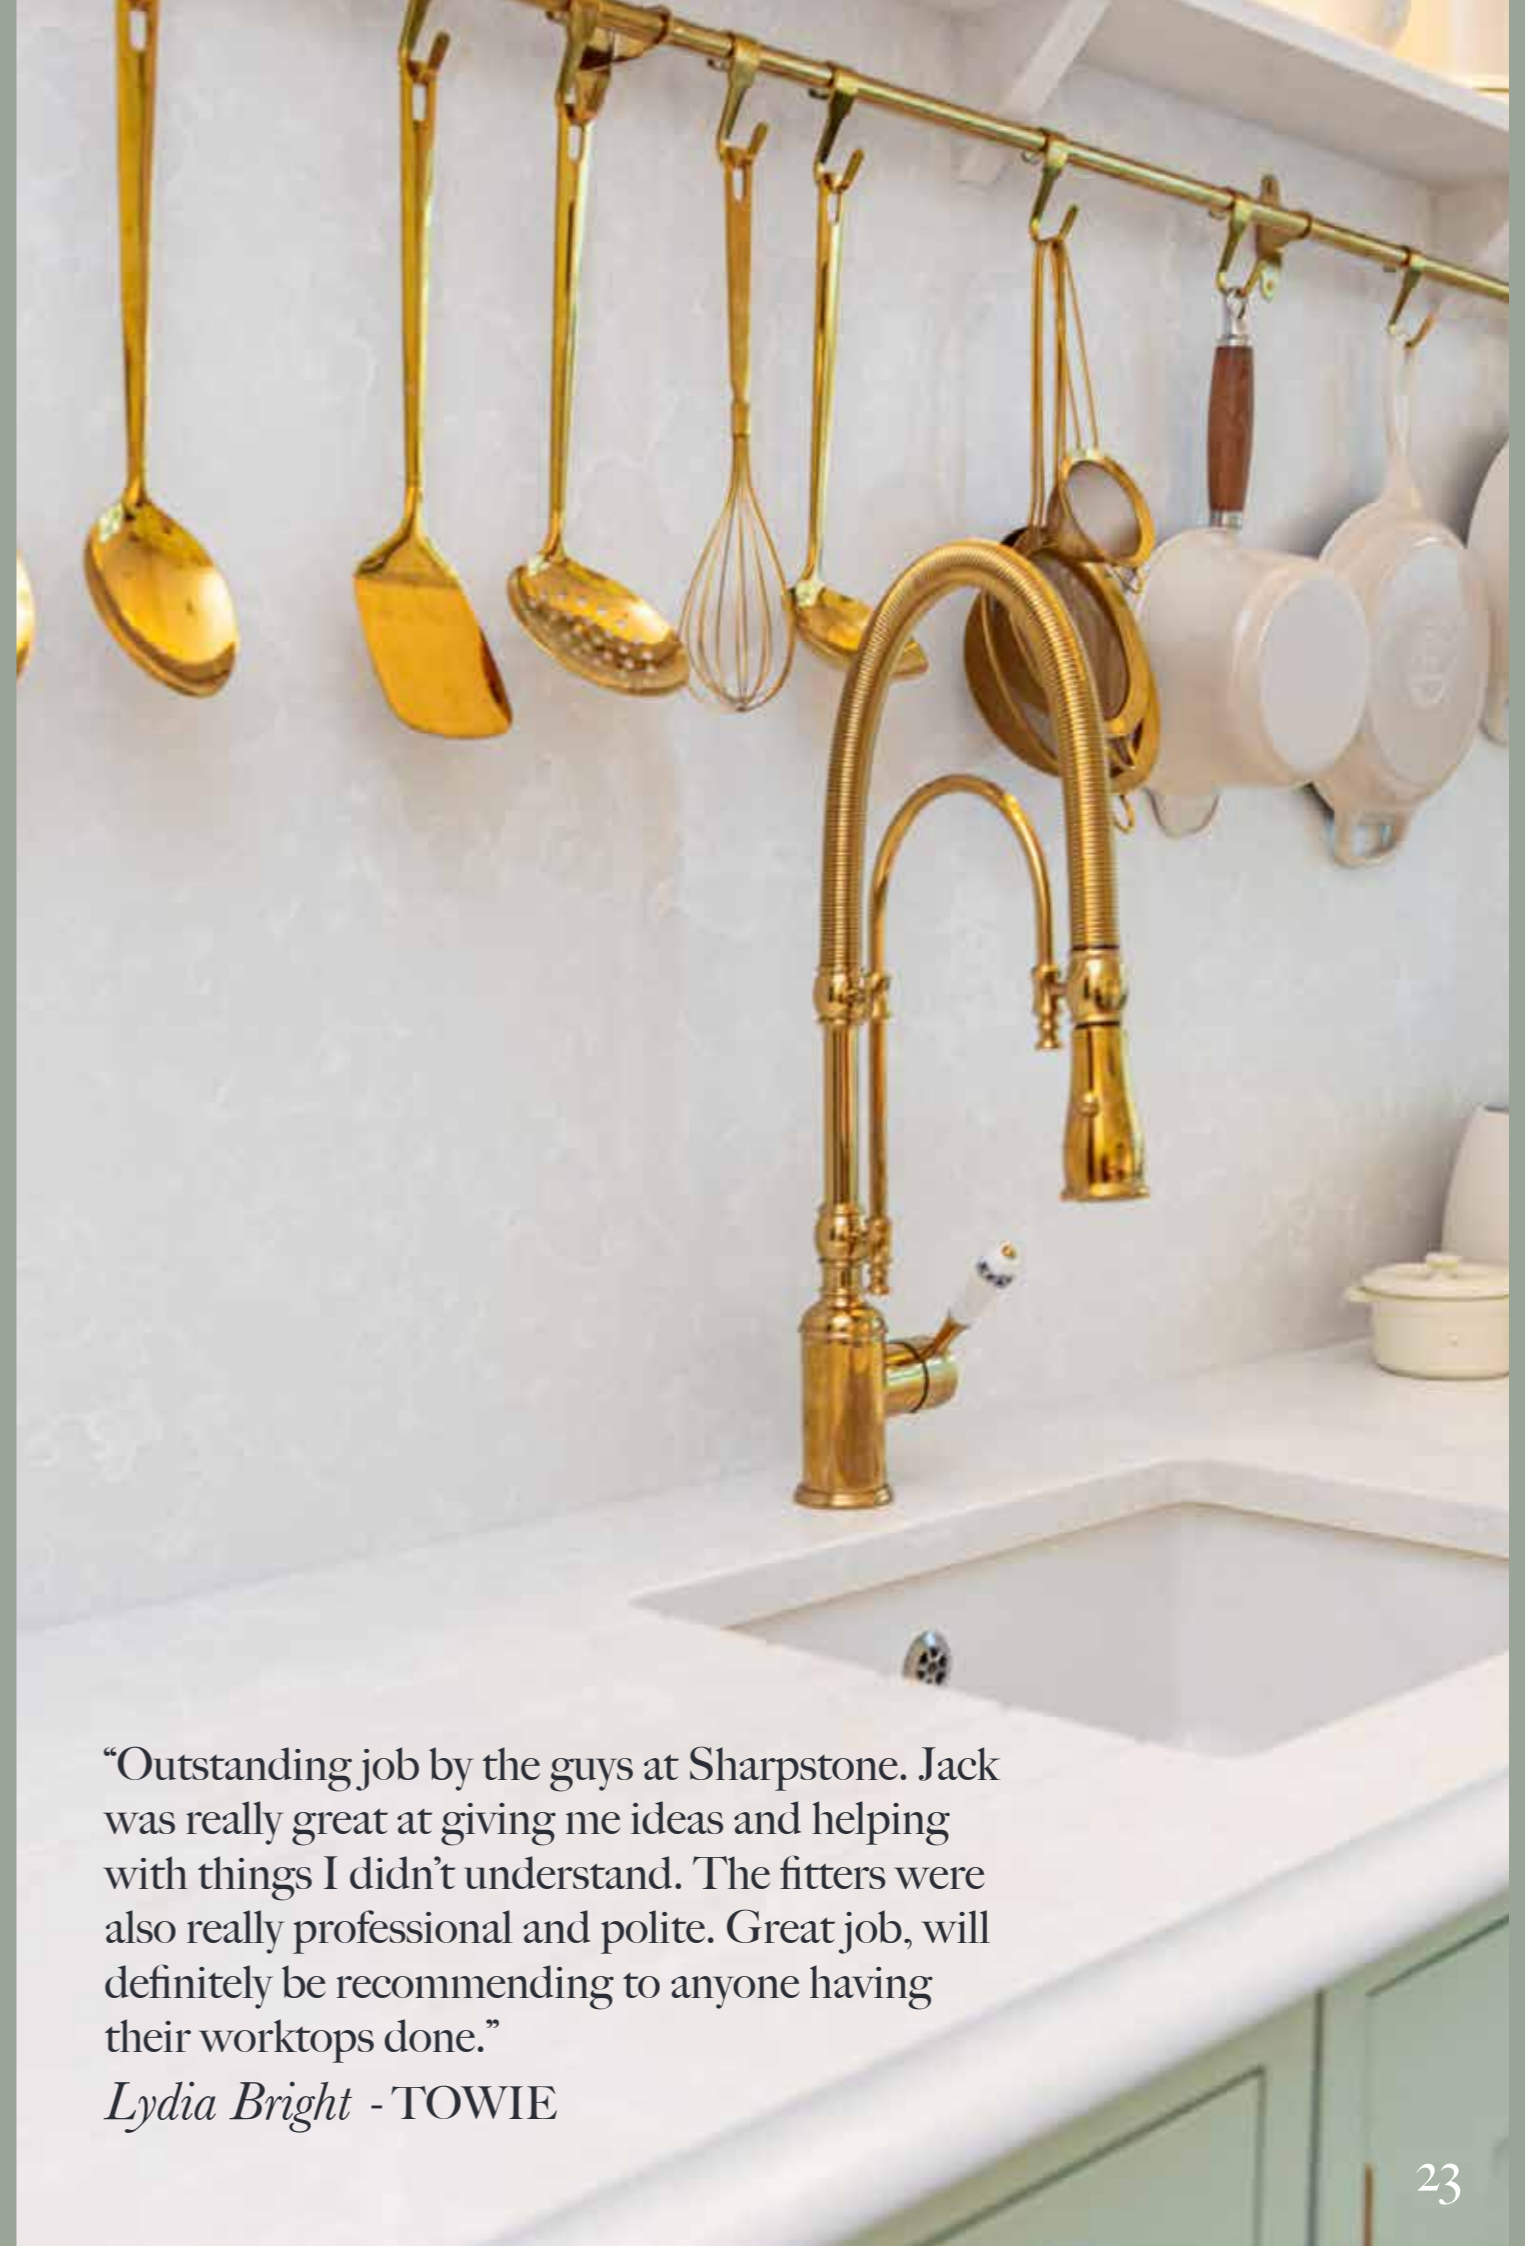 “Outstanding job by the guys at Sharpstone. Jack
was really great at giving me ideas and helping
with things I didn’t understand. The fitters were
also really professional and polite. Great job, will
definitely be recommending to anyone having
their worktops done.”
Lydia Bright - TOWIE
23